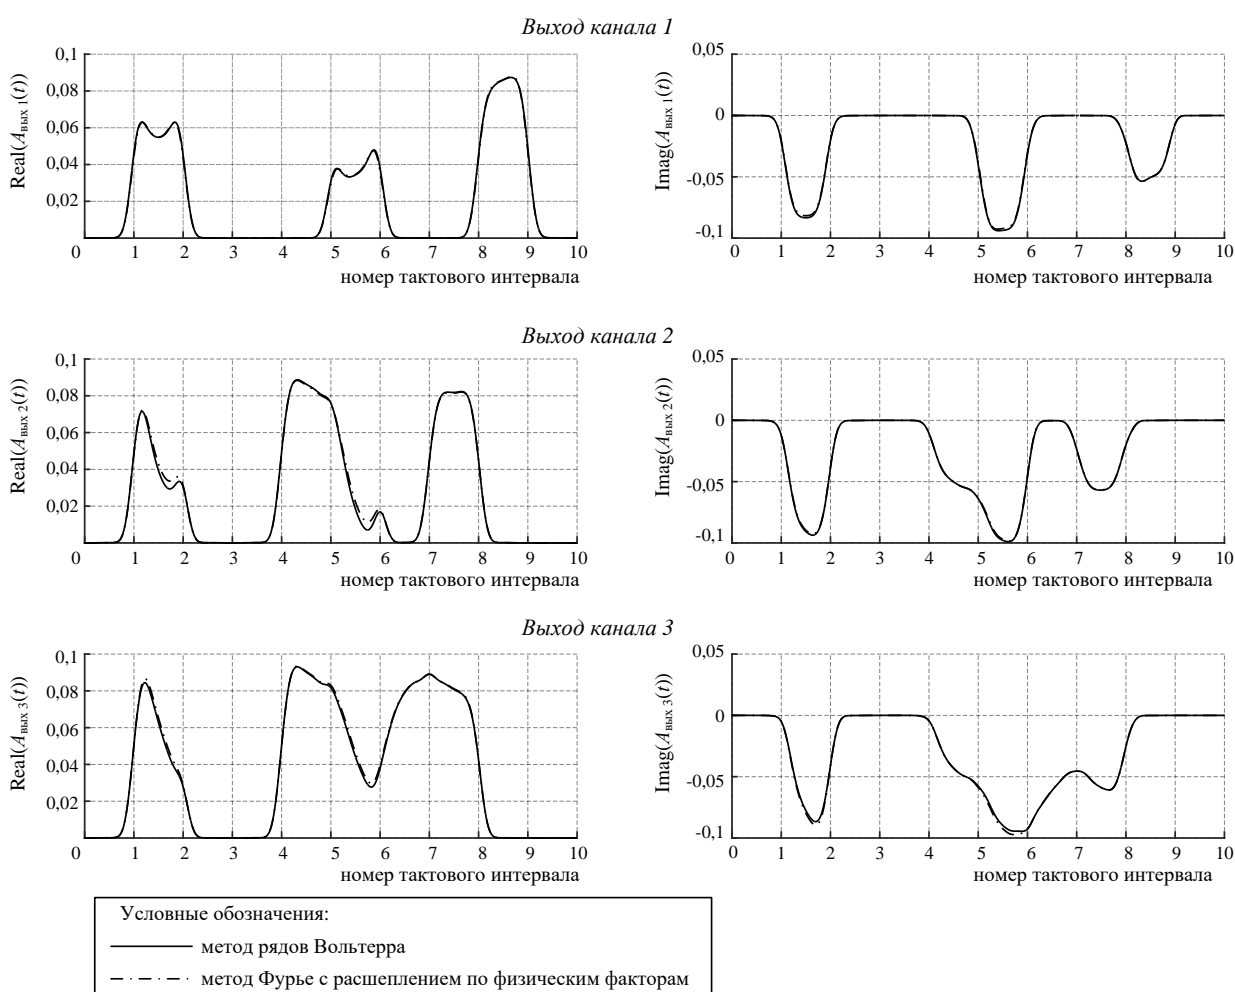 Выход канала 1
Real(Aвых 1(t))
0,1
0,08
0,06
0,04
0,02
0 1 2 3 4 5 6 7 8 9 10
номер тактового интервала
Imag(Aвых 1(t))
0,05
0
-0,05
-0,1
0 1 2 3 4 5 6 7 8 9 10
номер тактового интервала
Выход канала 2
Real(Aвых 2(t))
0,1
0,08
0,06
0,04
0,02
0 1 2 3 4 5 6 7 8 9 10
номер тактового интервала
Imag(Aвых 2(t))
0,05
0
-0,05
-0,1
0 1 2 3 4 5 6 7 8 9 10
номер тактового интервала
Выход канала 3
Real(Aвых 3(t))
0,1
0,08
0,06
0,04
0,02
0 1 2 3 4 5 6 7 8 9 10
номер тактового интервала
Imag(Aвых 3(t))
0,05
0
-0,05
-0,1
0 1 2 3 4 5 6 7 8 9 10
номер тактового интервала
Условные обозначения:
метод рядов Вольтерра
метод Фурье с расшеплением по физическим факторам